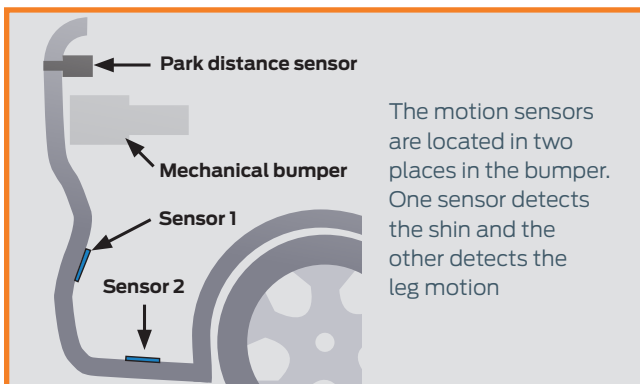 Park distance sensor
Mechanical bumper
Sensor 1
Sensor 2
The motion sensors
are located in two
places in the bumper.
One sensor detects
the shin and the
other detects the
leg motion